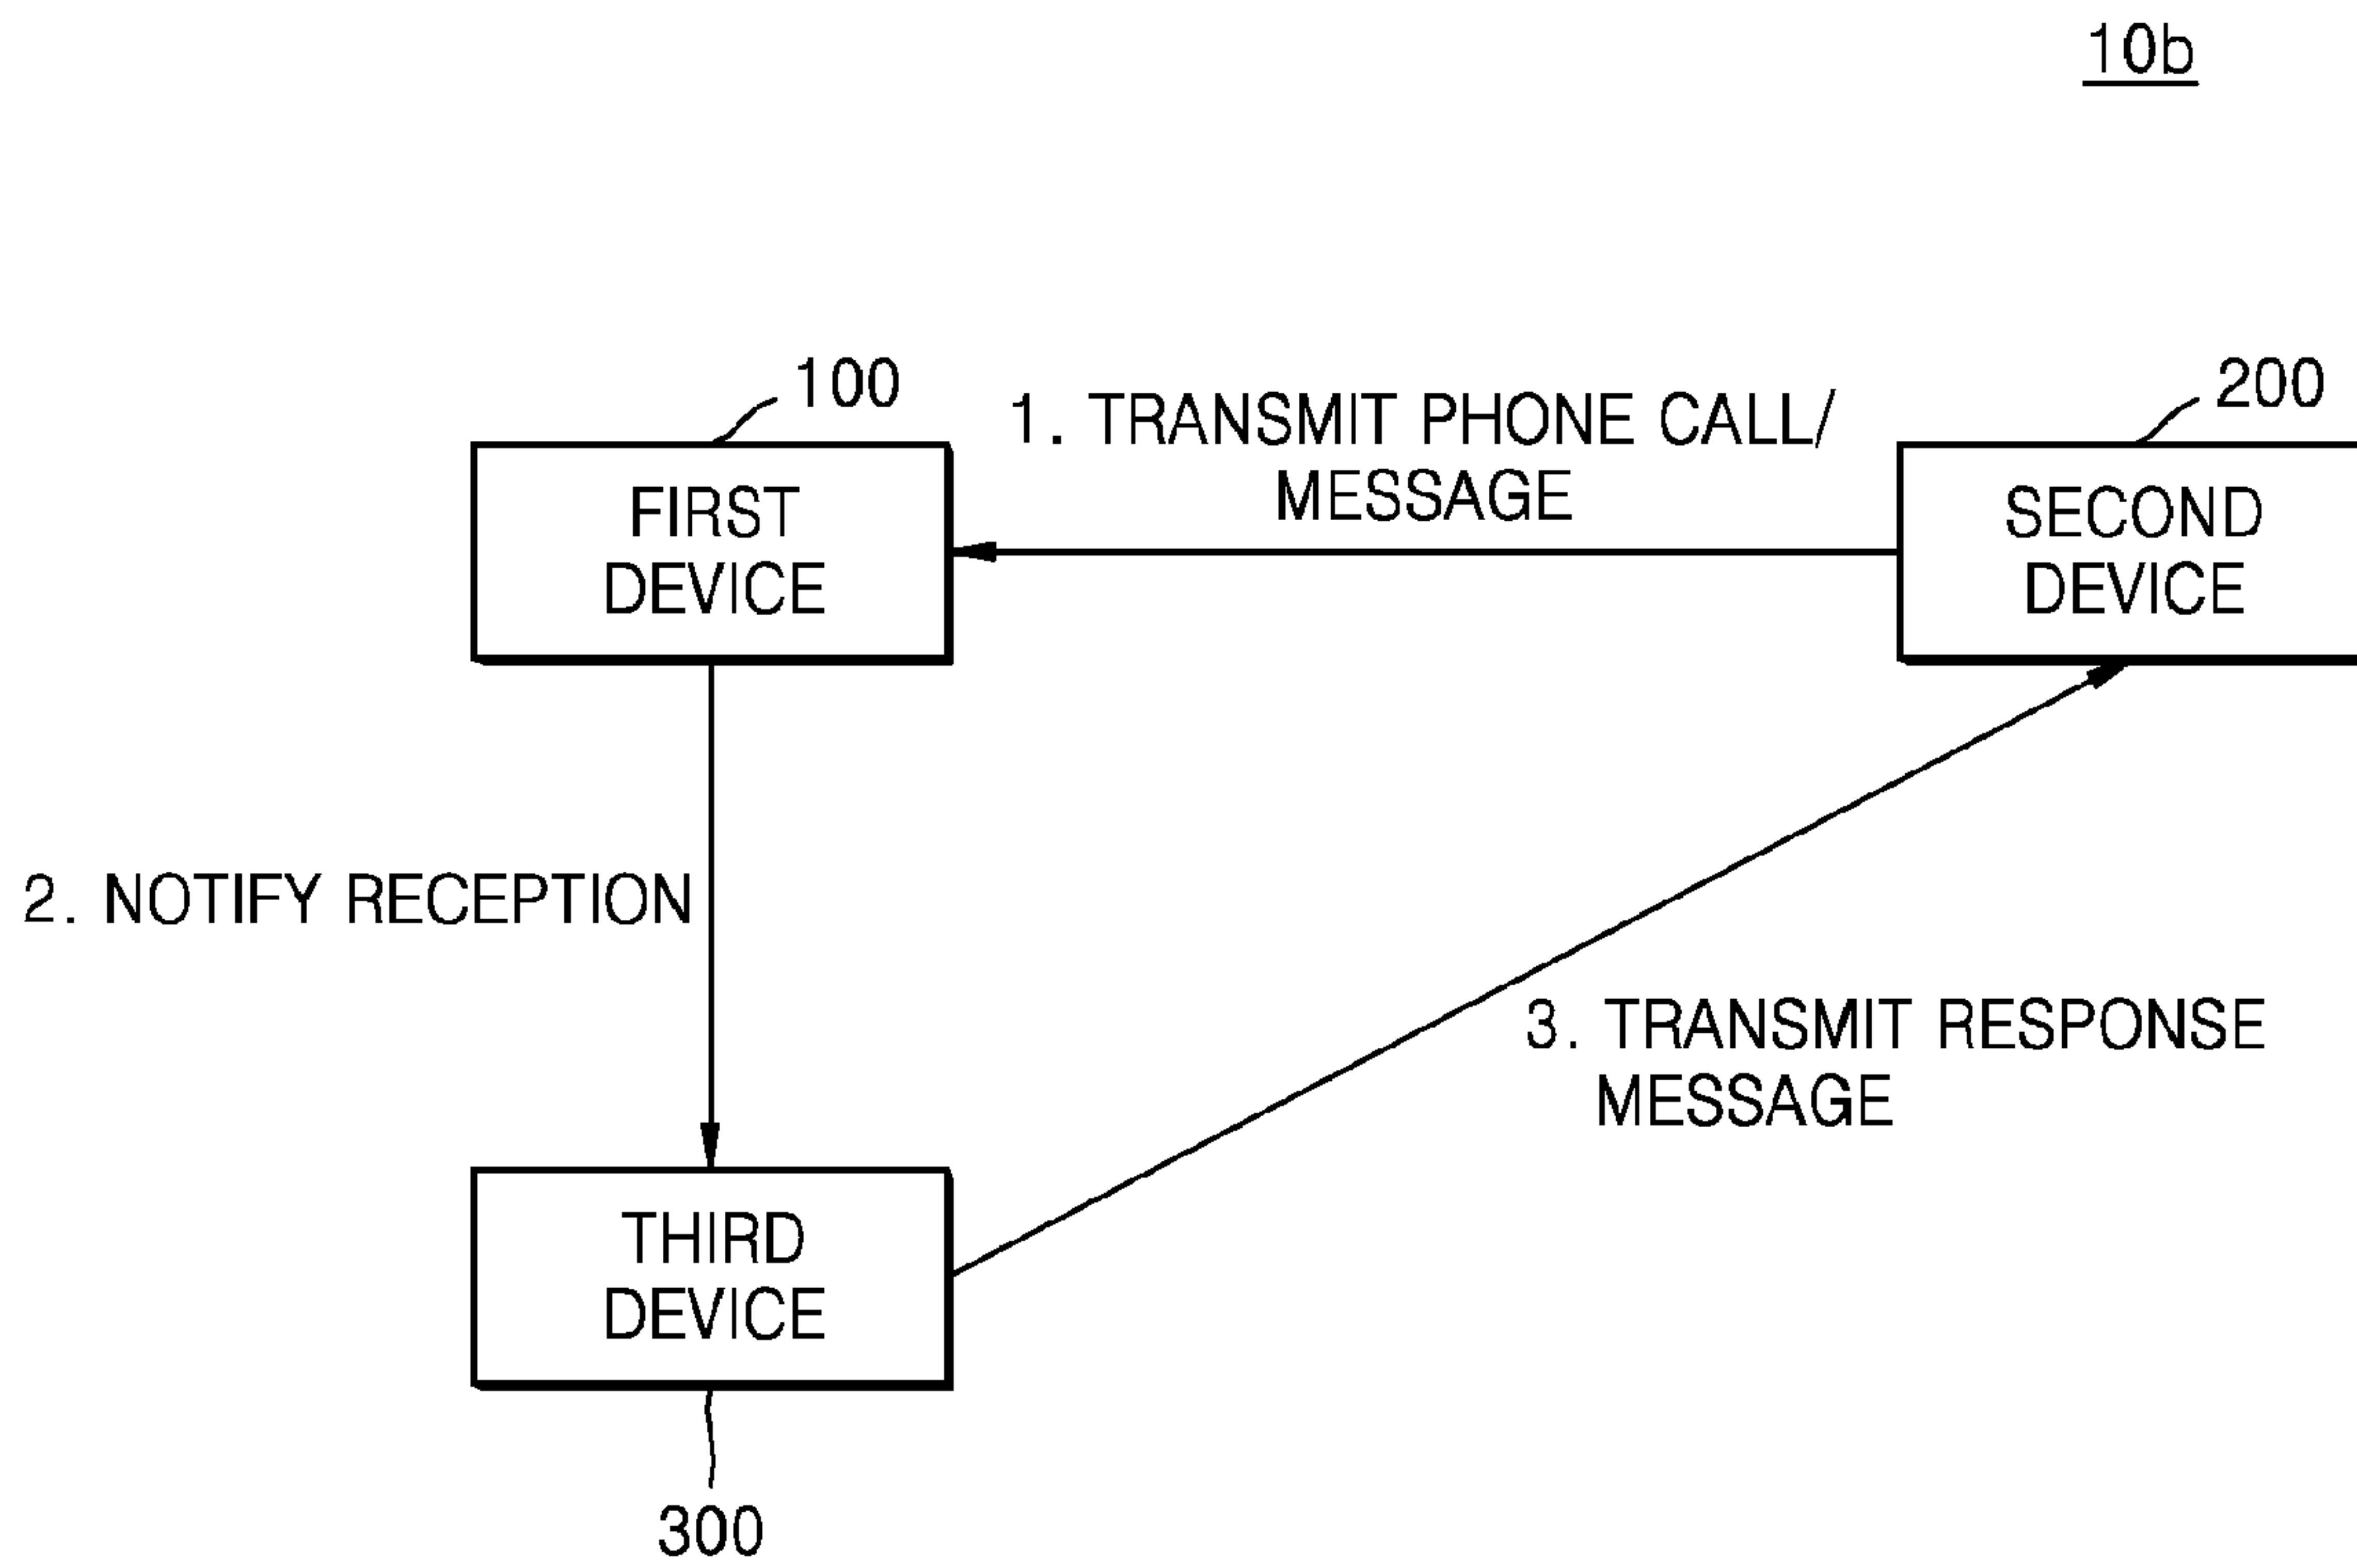 10b
100
1. TRANSMIT PHONE CALL/
MESSAGE
200
FIRST
DEVICE
SECOND
DEVICE
2. NOTIFY RECEPTION
3. TRANSMIT RESPONSE
MESSAGE
THIRD
DEVICE
300